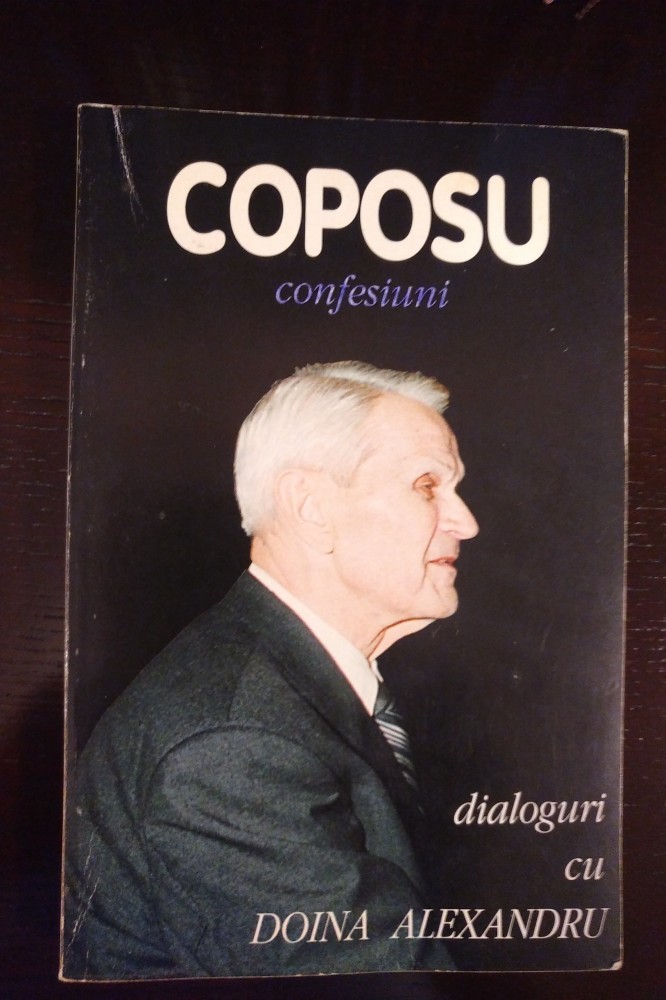 COPOSU
confesiuni
dialoguri
cu
DOINA ALEXANDRU